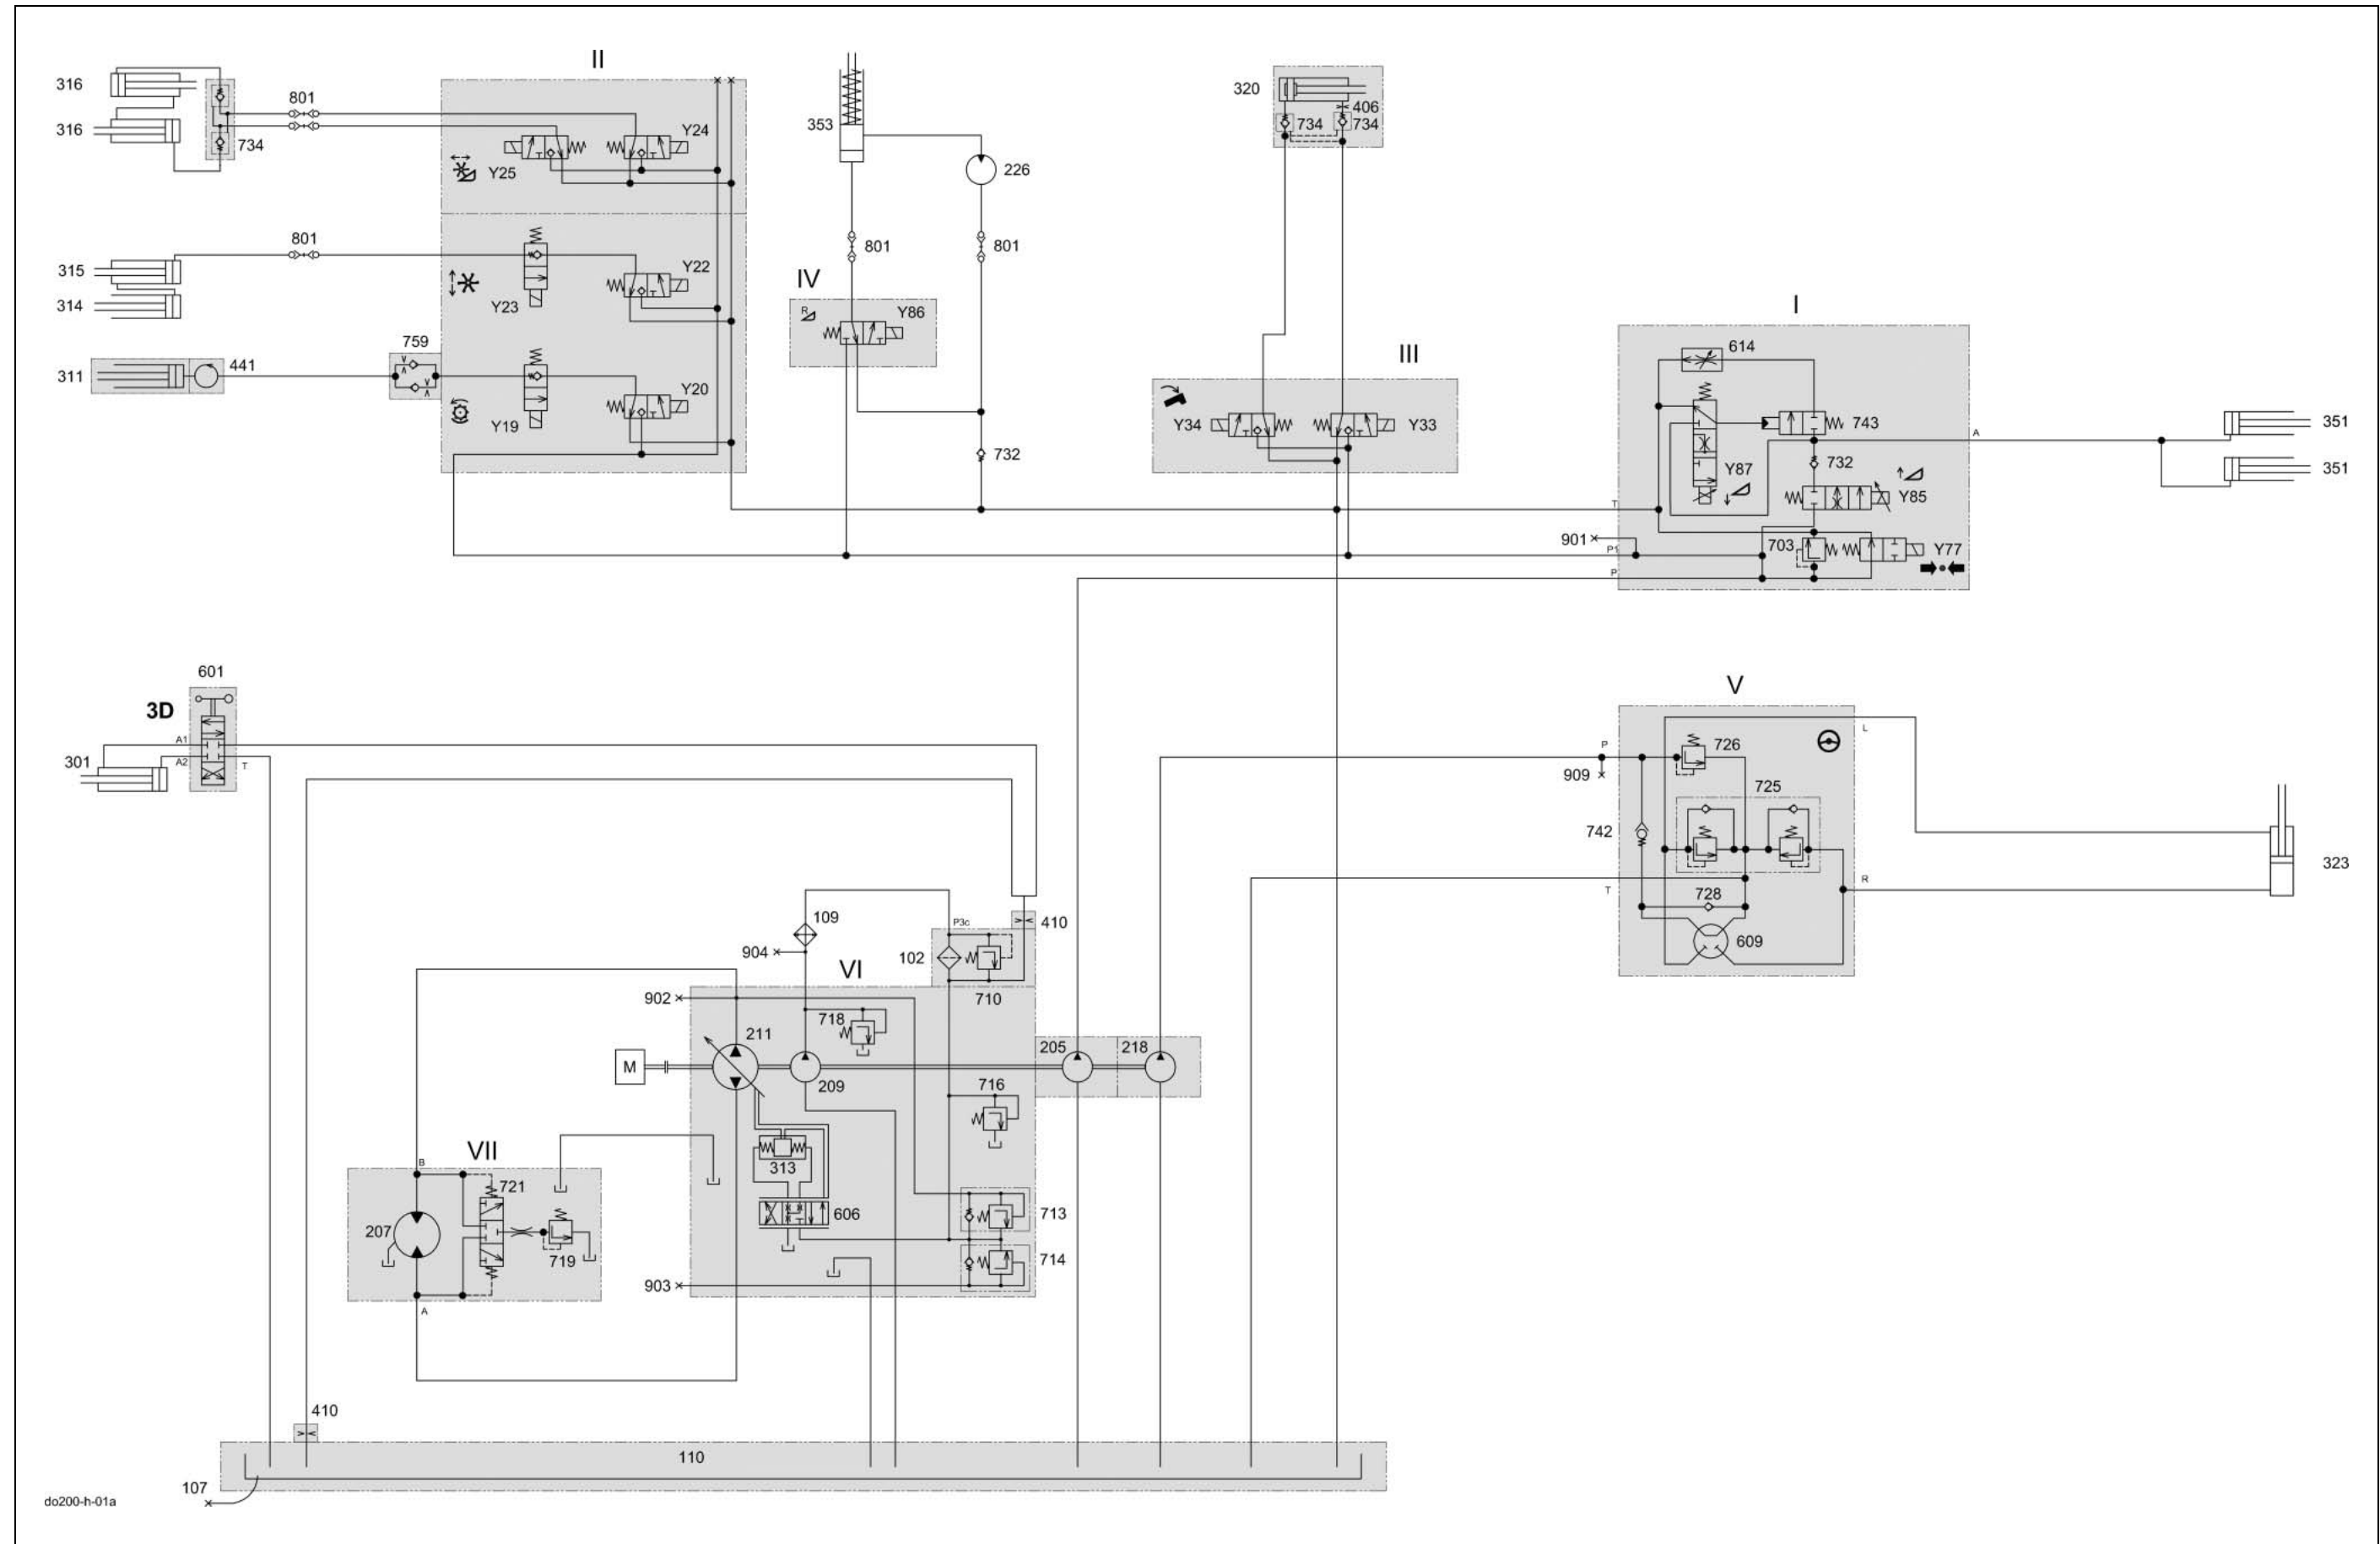 II
316
801
Y24
316
734
Y25
353
226
320
406
734
734
801
315
Y22
314
Y23
801
801
IV
R
Y86
759
311
441
Y20
Y19
732
III
Y34
Y33
I
614
743
A
351
732
Y87
Y85
351
T
901
P1
703
Y77
P
601
3D
A1
A2
T
301
V
P
909
726
L
725
742
323
T
R
728
609
109
904
P3c
410
102
VI
902
710
718
211
M
209
205
218
716
VII
B
721
313
207
719
606
713
714
903
A
410
110
107
do200-h-01a